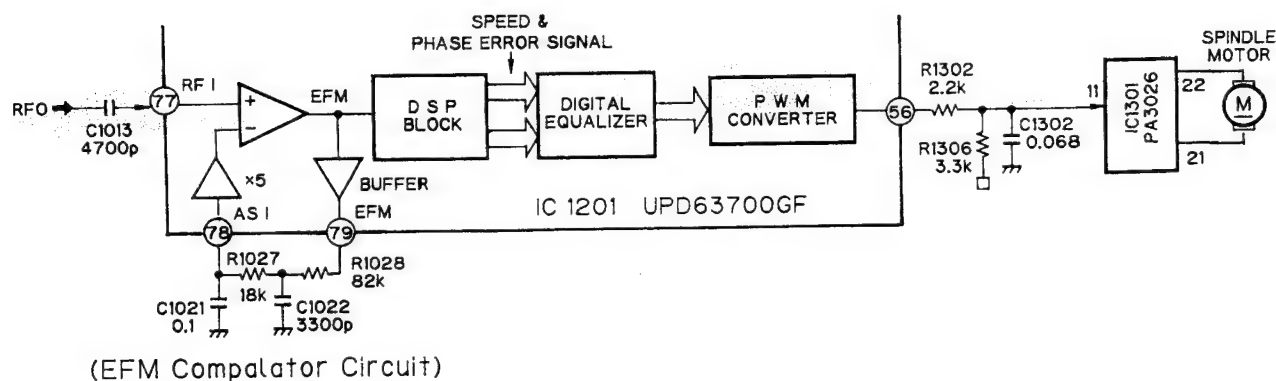 SPEED &
PHASE ERROR SIGNAL
SPINDLE
MOTOR
RFO
C1013
4700p
77
RF I
+
−
EFM
D S P
BLOCK
DIGITAL
EQUALIZER
P W M
CONVERTER
56
R1302
2.2k
R1306
3.3k
C1302
0.068
11
IC1301
PA3026
22
21
M
×5
BUFFER
AS I
EFM
78
79
IC 1201 UPD63700GF
R1027
18k
R1028
82k
C1021
0.1
C1022
3300p
(EFM Compalator Circuit)